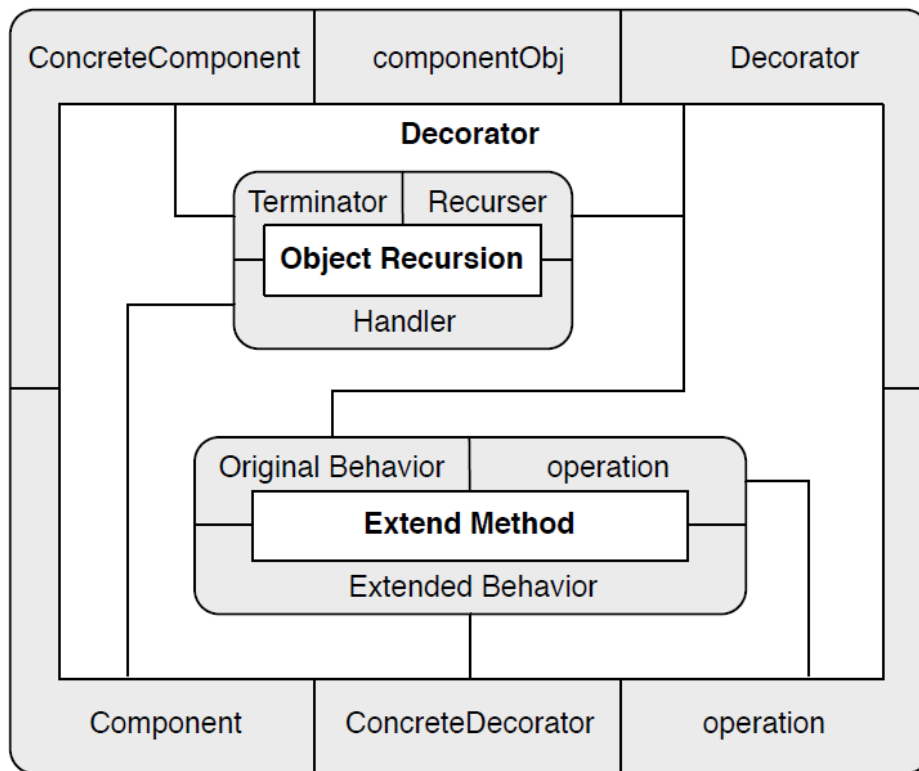 ConcreteComponent componentObj Decorator
Decorator
Terminator Recurser
Object Recursion
Handler
Original Behavior operation
Extend Method
Extended Behavior
Component ConcreteDecorator operation